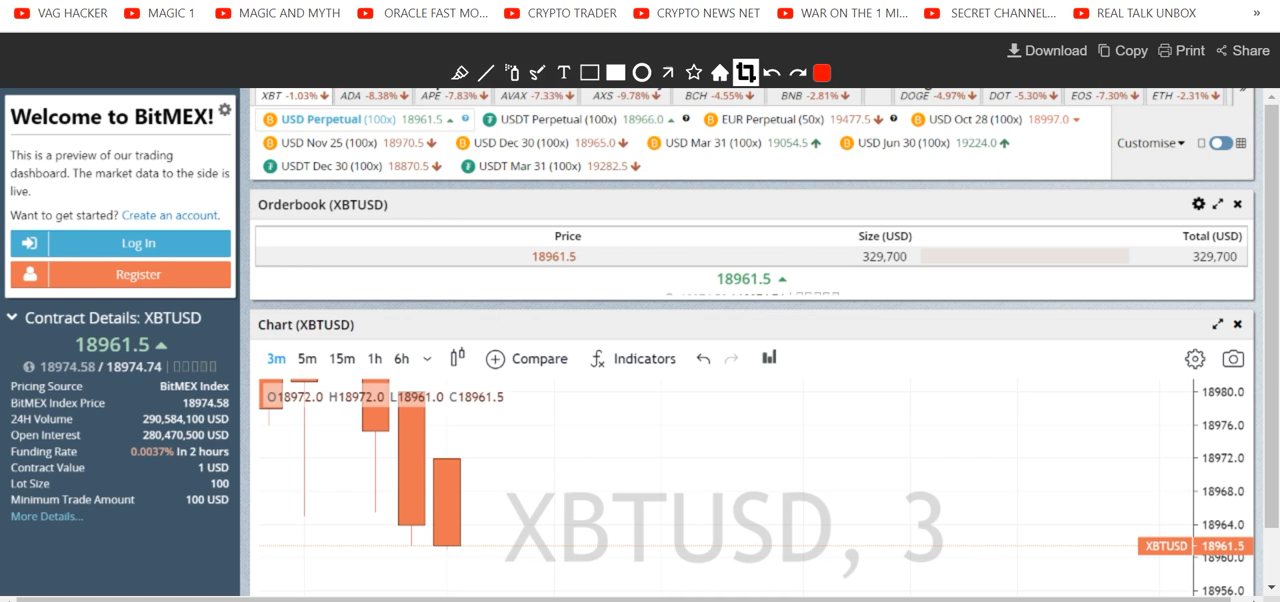 VAG HACKER MAGIC 1 MAGIC AND MYTH ORACLE FAST MO... CRYPTO TRADER CRYPTO NEWS NET WAR ON THE 1 MI... SECRET CHANNEL... REAL TALK UNBOX »
Download Copy Print Share
T
XBT -1.03% ADA -8.38% APE -7.83% AVAX -7.33% AXS -9.78% BCH -4.55% BNB -2.81% DOGE -4.97% DOT -5.30% EOS -7.30% ETH -2.31%
USD Perpetual (100x) 18961.5 USDT Perpetual (100x) 18966.0 EUR Perpetual (50x) 19477.5 USD Oct 28 (100x) 18997.0
USD Nov 25 (100x) 18970.5 USD Dec 30 (100x) 18965.0 USD Mar 31 (100x) 19054.5 USD Jun 30 (100x) 19224.0
USDT Dec 30 (100x) 18870.5 USDT Mar 31 (100x) 19282.5
Customise
Welcome to BitMEX!
This is a preview of our trading
dashboard. The market data to the side is
live.
Want to get started? Create an account.
Log In
Register
Contract Details: XBTUSD
18961.5
18974.58 / 18974.74
Pricing Source BitMEX Index
BitMEX Index Price 18974.58
24H Volume 290,584,100 USD
Open Interest 280,470,500 USD
Funding Rate 0.0037% In 2 hours
Contract Value 1 USD
Lot Size 100
Minimum Trade Amount 100 USD
More Details...
Orderbook (XBTUSD)
Price Size (USD) Total (USD)
18961.5 329,700 329,700
18961.5
Chart (XBTUSD)
3m 5m 15m 1h 6h Compare Indicators
O18972.0 H18972.0 L18961.0 C18961.5
18980.0
18976.0
18972.0
18968.0
18964.0
XBTUSD 18961.5
18960.0
18956.0
XBTUSD, 3